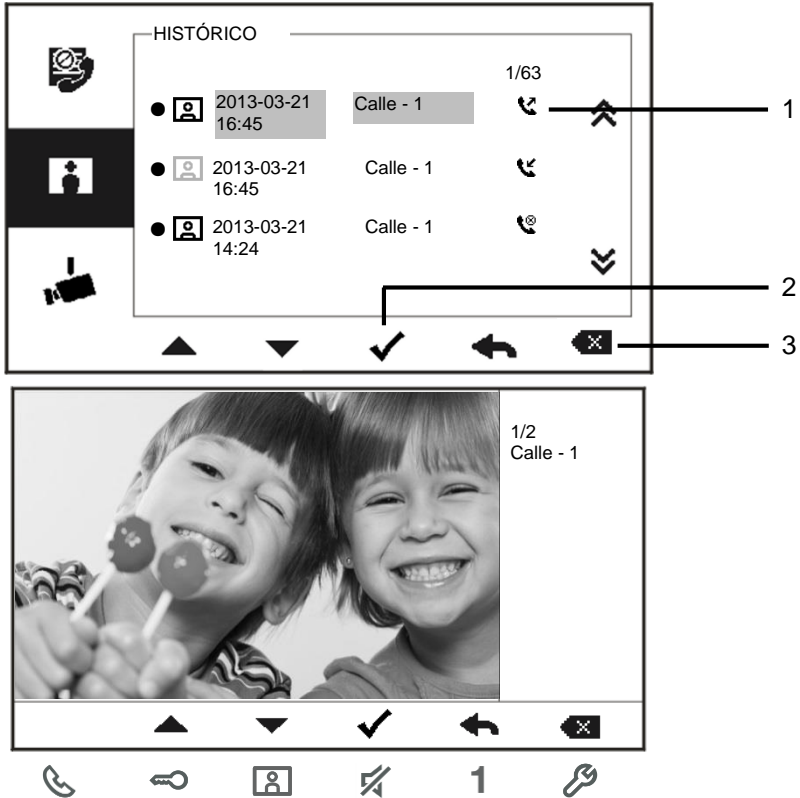 HISTÓRICO
1/63
2013-03-21 Calle - 1
16:45
1
2013-03-21 Calle - 1
16:45
2013-03-21 Calle - 1
14:24
2
3
1/2
Calle - 1
1